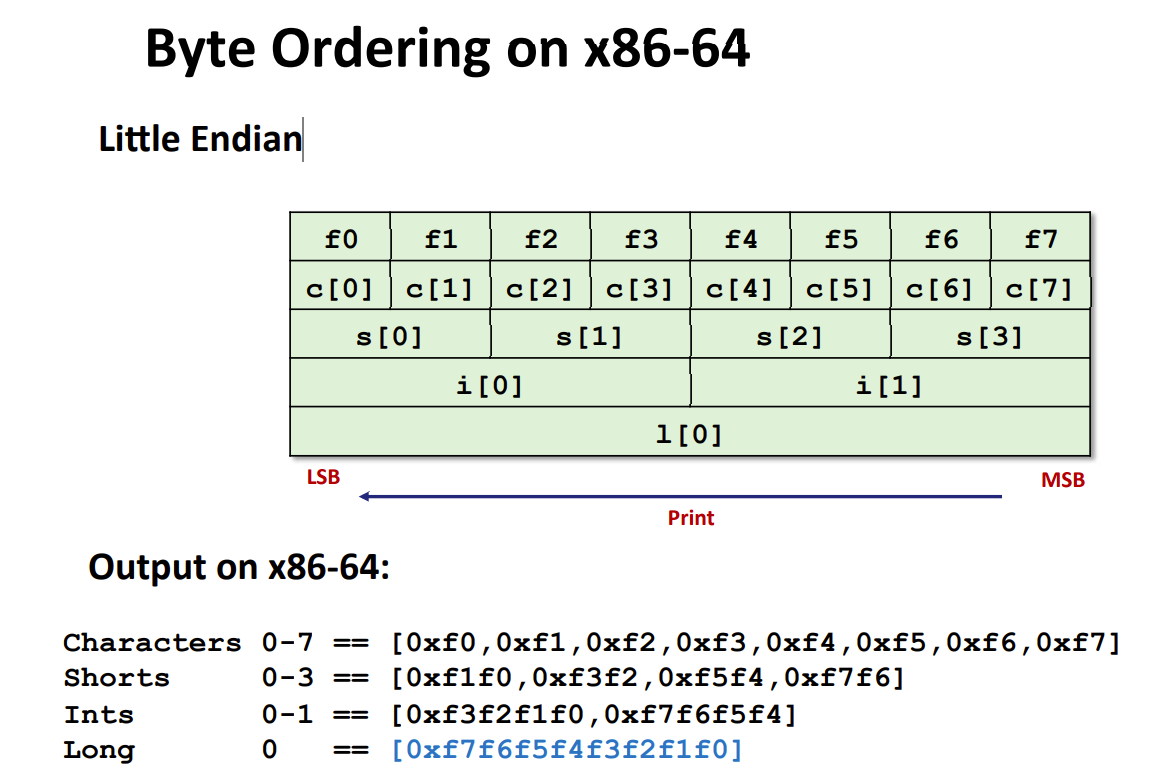 Byte Ordering on x86-64
Little Endian
f0 f1 f2 f3 f4 f5 f6 f7
c[0] c[1] c[2] c[3] c[4] c[5] c[6] c[7]
s[0] s[1] s[2] s[3]
i[0] i[1]
l[0]
LSB MSB
Print
Output on x86-64:
Characters 0-7 == [0xf0,0xf1,0xf2,0xf3,0xf4,0xf5,0xf6,0xf7]
Shorts 0-3 == [0xf1f0,0xf3f2,0xf5f4,0xf7f6]
Ints 0-1 == [0xf3f2f1f0,0xf7f6f5f4]
Long 0 == [0xf7f6f5f4f3f2f1f0]